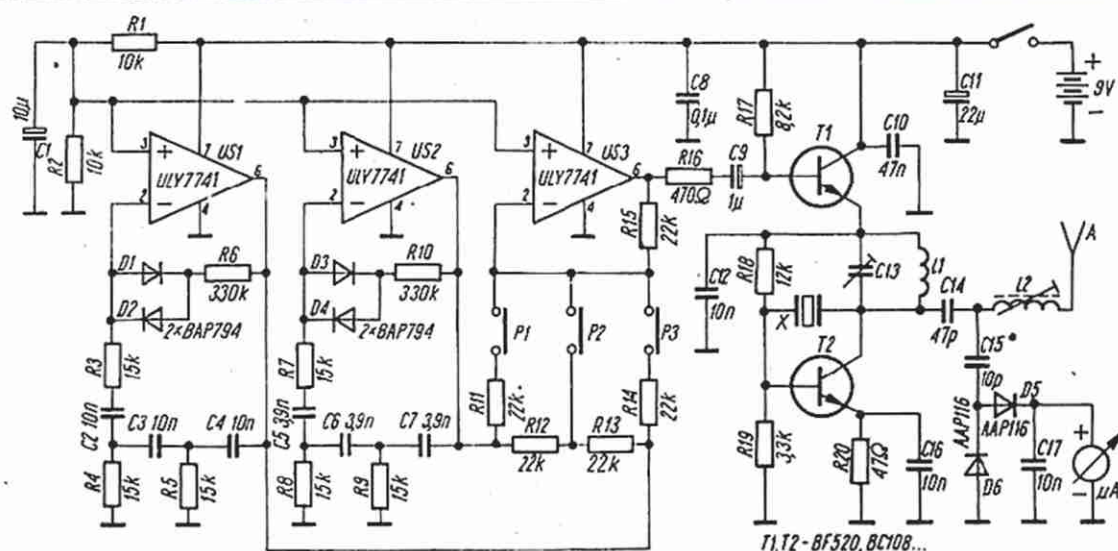 R1
10k
10µ
C1
R2
10k
3
2
7
4
6
US1
ULY7741
3
2
7
4
6
US2
ULY7741
3
2
7
4
6
US3
ULY7741
C8
0,1µ
R17
8,2k
T1
C10
47n
C11
22µ
+
9V
-
R16
470Ω
C9
1µ
R15
22k
D1
D2
2×BAP794
R6
330k
D3
D4
2×BAP794
R10
330k
P1
P2
P3
C12
10n
R18
12k
C13
L1
C14
47p
L2
A
X
T2
R3
15k
R7
15k
R11
22k
R14
22k
C15
10p
D5
AAP116
AAP116
D6
C2 10n
C3 10n
C4 10n
C5 3,9n
C6 3,9n
C7 3,9n
R12
22k
R13
22k
R19
3,3k
R20
47Ω
C16
10n
C17
10n
+
-
µA
R4
15k
R5
15k
R8
15k
R9
15k
T1,T2 - BF520, BC108...